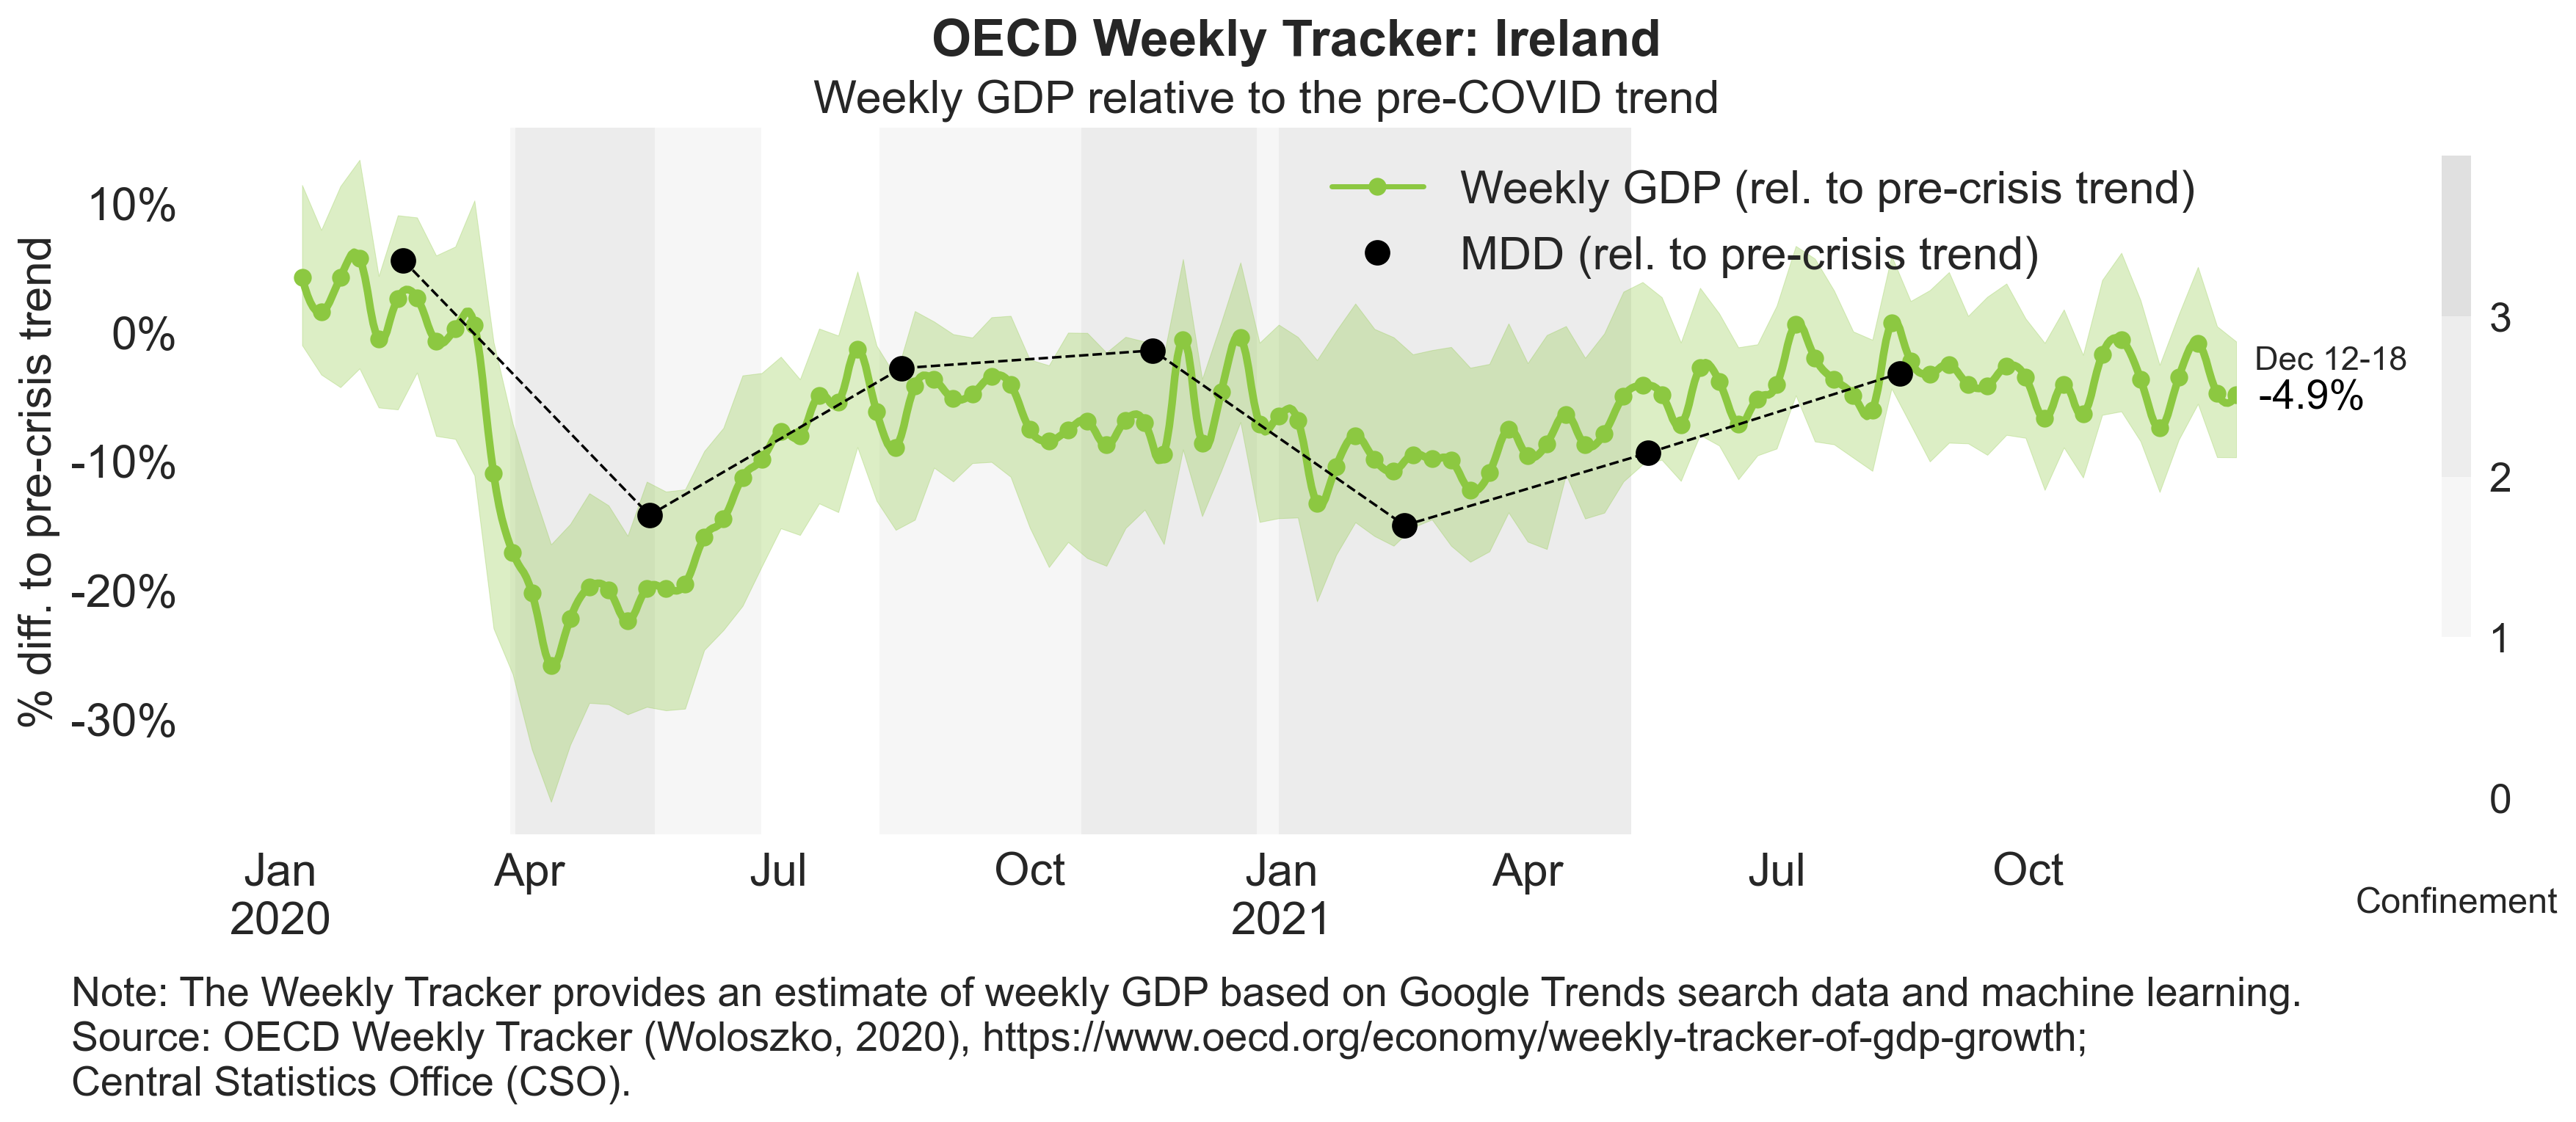 OECD Weekly Tracker: Ireland
Weekly GDP relative to the pre-COVID trend
Weekly GDP (rel. to pre-crisis trend)
MDD (rel. to pre-crisis trend)
% diff. to pre-crisis trend
10%
0%
-10%
-20%
-30%
Dec 12-18
-4.9%
3
2
1
0
Confinement
Jan Apr Jul Oct Jan Apr Jul Oct
2020 2021
Note: The Weekly Tracker provides an estimate of weekly GDP based on Google Trends search data and machine learning.
Source: OECD Weekly Tracker (Woloszko, 2020), https://www.oecd.org/economy/weekly-tracker-of-gdp-growth;
Central Statistics Office (CSO).